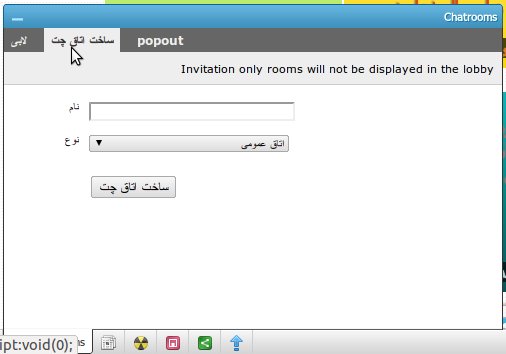 Chatrooms
لابی
ساخت اتاق چت
popout
Invitation only rooms will not be displayed in the lobby
نام
نوع
اتاق عمومی
ساخت اتاق چت
ipt:void(0);